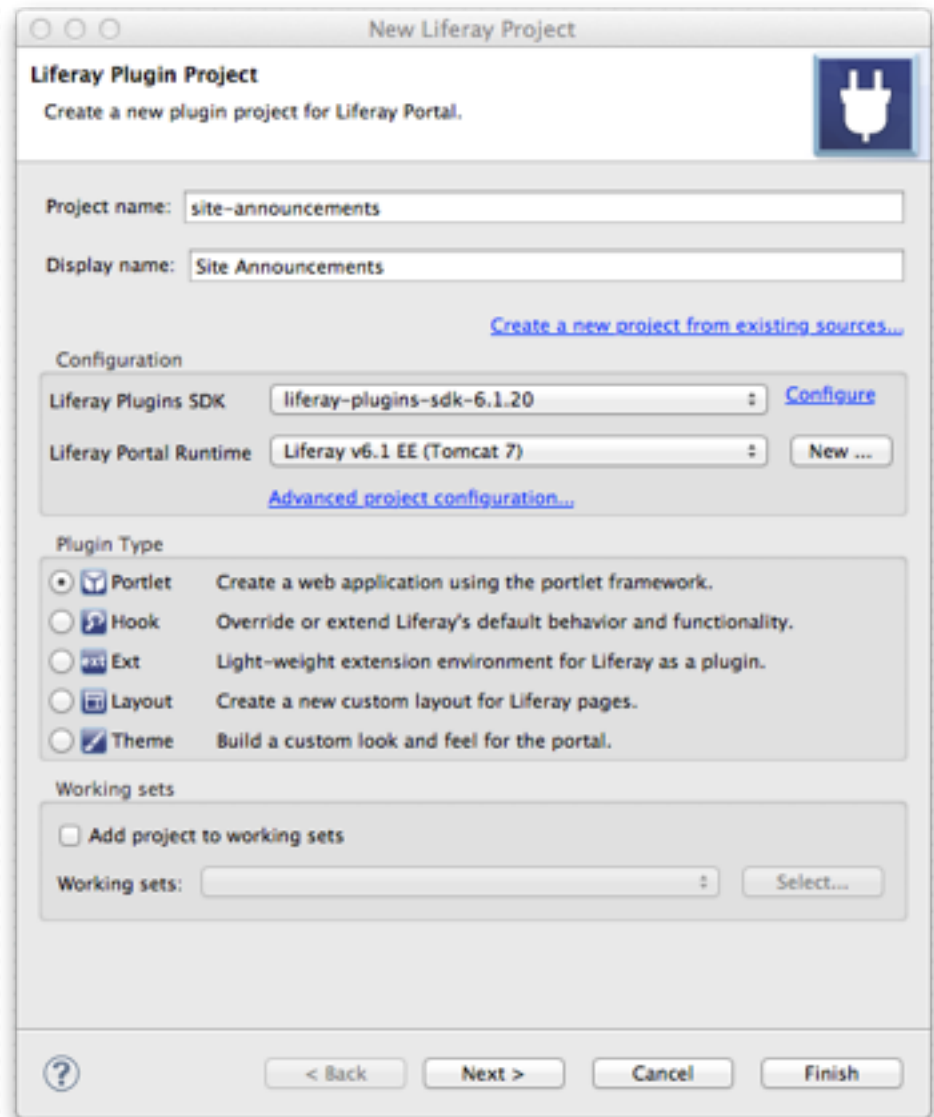 New Liferay Project
Liferay Plugin Project
Create a new plugin project for Liferay Portal.
Project name: site-announcements
Display name: Site Announcements
Create a new project from existing sources...
Configuration
Liferay Plugins SDK liferay-plugins-sdk-6.1.20 Configure
Liferay Portal Runtime Liferay v6.1 EE (Tomcat 7) New ...
Advanced project configuration...
Plugin Type
Portlet Create a web application using the portlet framework.
Hook Override or extend Liferay's default behavior and functionality.
ext Ext Light-weight extension environment for Liferay as a plugin.
Layout Create a new custom layout for Liferay pages.
Theme Build a custom look and feel for the portal.
Working sets
Add project to working sets
Working sets: Select...
? < Back Next > Cancel Finish